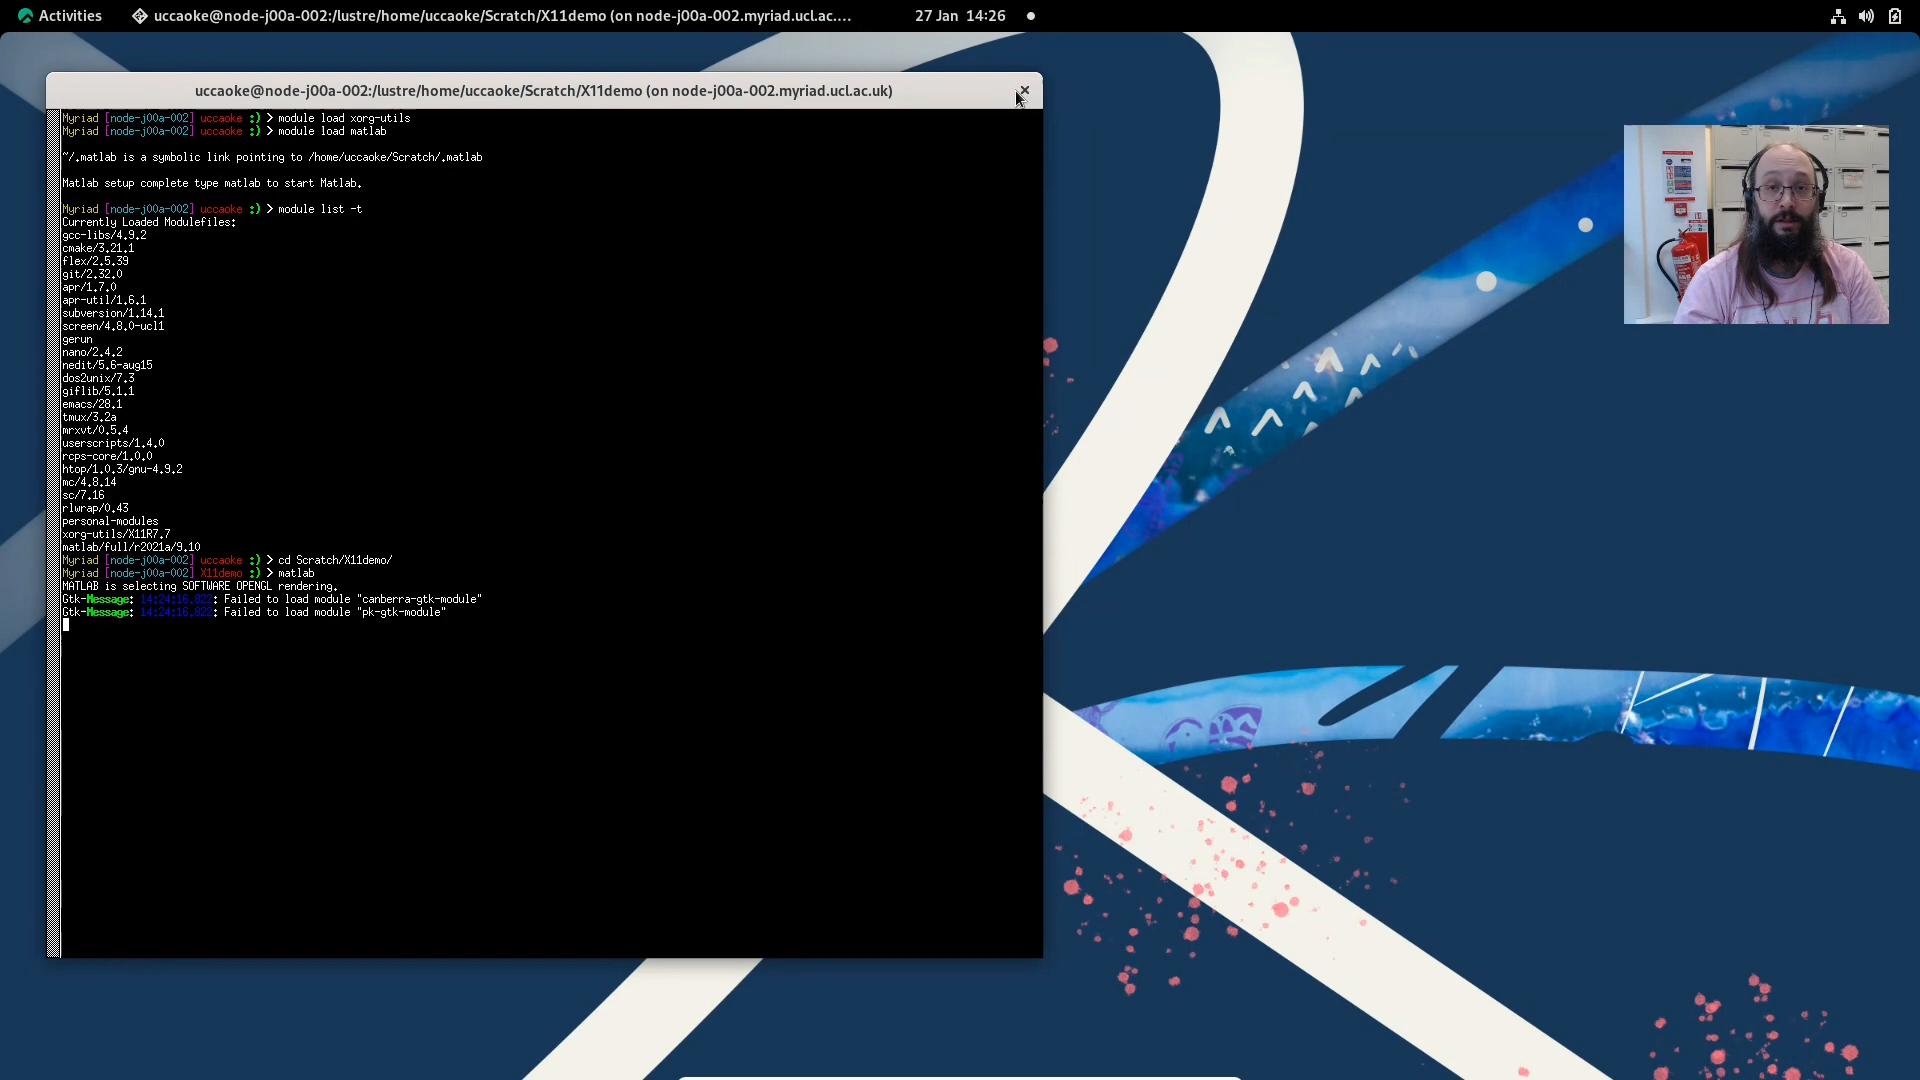 Activities
uccaoke@node-j00a-002:/lustre/home/uccaoke/Scratch/X11demo (on node-j00a-002.myriad.ucl.ac....
27 Jan 14:26
uccaoke@node-j00a-002:/lustre/home/uccaoke/Scratch/X11demo (on node-j00a-002.myriad.ucl.ac.uk)
Myriad [node-j00a-002] uccaoke :) > module load xorg-utils
Myriad [node-j00a-002] uccaoke :) > module load matlab
~/.matlab is a symbolic link pointing to /home/uccaoke/Scratch/.matlab
Matlab setup complete type matlab to start Matlab.
Myriad [node-j00a-002] uccaoke :) > module list -t
Currently Loaded Modulefiles:
gcc-libs/4.9.2
cmake/3.21.1
flex/2.5.39
git/2.32.0
apr/1.7.0
apr-util/1.6.1
subversion/1.14.1
screen/4.8.0-ucl1
gerun
nano/2.4.2
nedit/5.6-aug15
dos2unix/7.3
giflib/5.1.1
emacs/28.1
tmux/3.2a
mrxvt/0.5.4
userscripts/1.4.0
rcps-core/1.0.0
htop/1.0.3/gnu-4.9.2
mc/4.8.14
sc/7.16
rlwrap/0.43
personal-modules
xorg-utils/X11R7.7
matlab/full/r2021a/9.10
Myriad [node-j00a-002] uccaoke :) > cd Scratch/X11demo/
Myriad [node-j00a-002] X11demo :) > matlab
MATLAB is selecting SOFTWARE OPENGL rendering.
Gtk-Message: 14:24:16.822: Failed to load module "canberra-gtk-module"
Gtk-Message: 14:24:16.822: Failed to load module "pk-gtk-module"